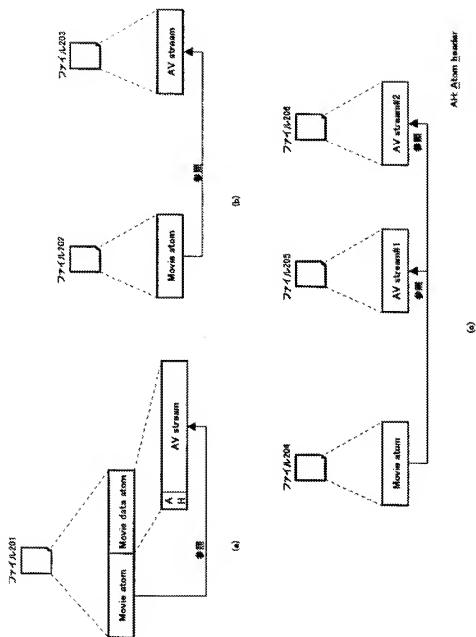 ファイル201
Movie atom
Movie data atom
A
H
AV stream
参照
(a)
ファイル202
Movie atom
ファイル203
AV stream
参照
(b)
ファイル204
Movie atom
ファイル205
AV stream#1
参照
ファイル206
AV stream#2
参照
(c)
AH: Atom header